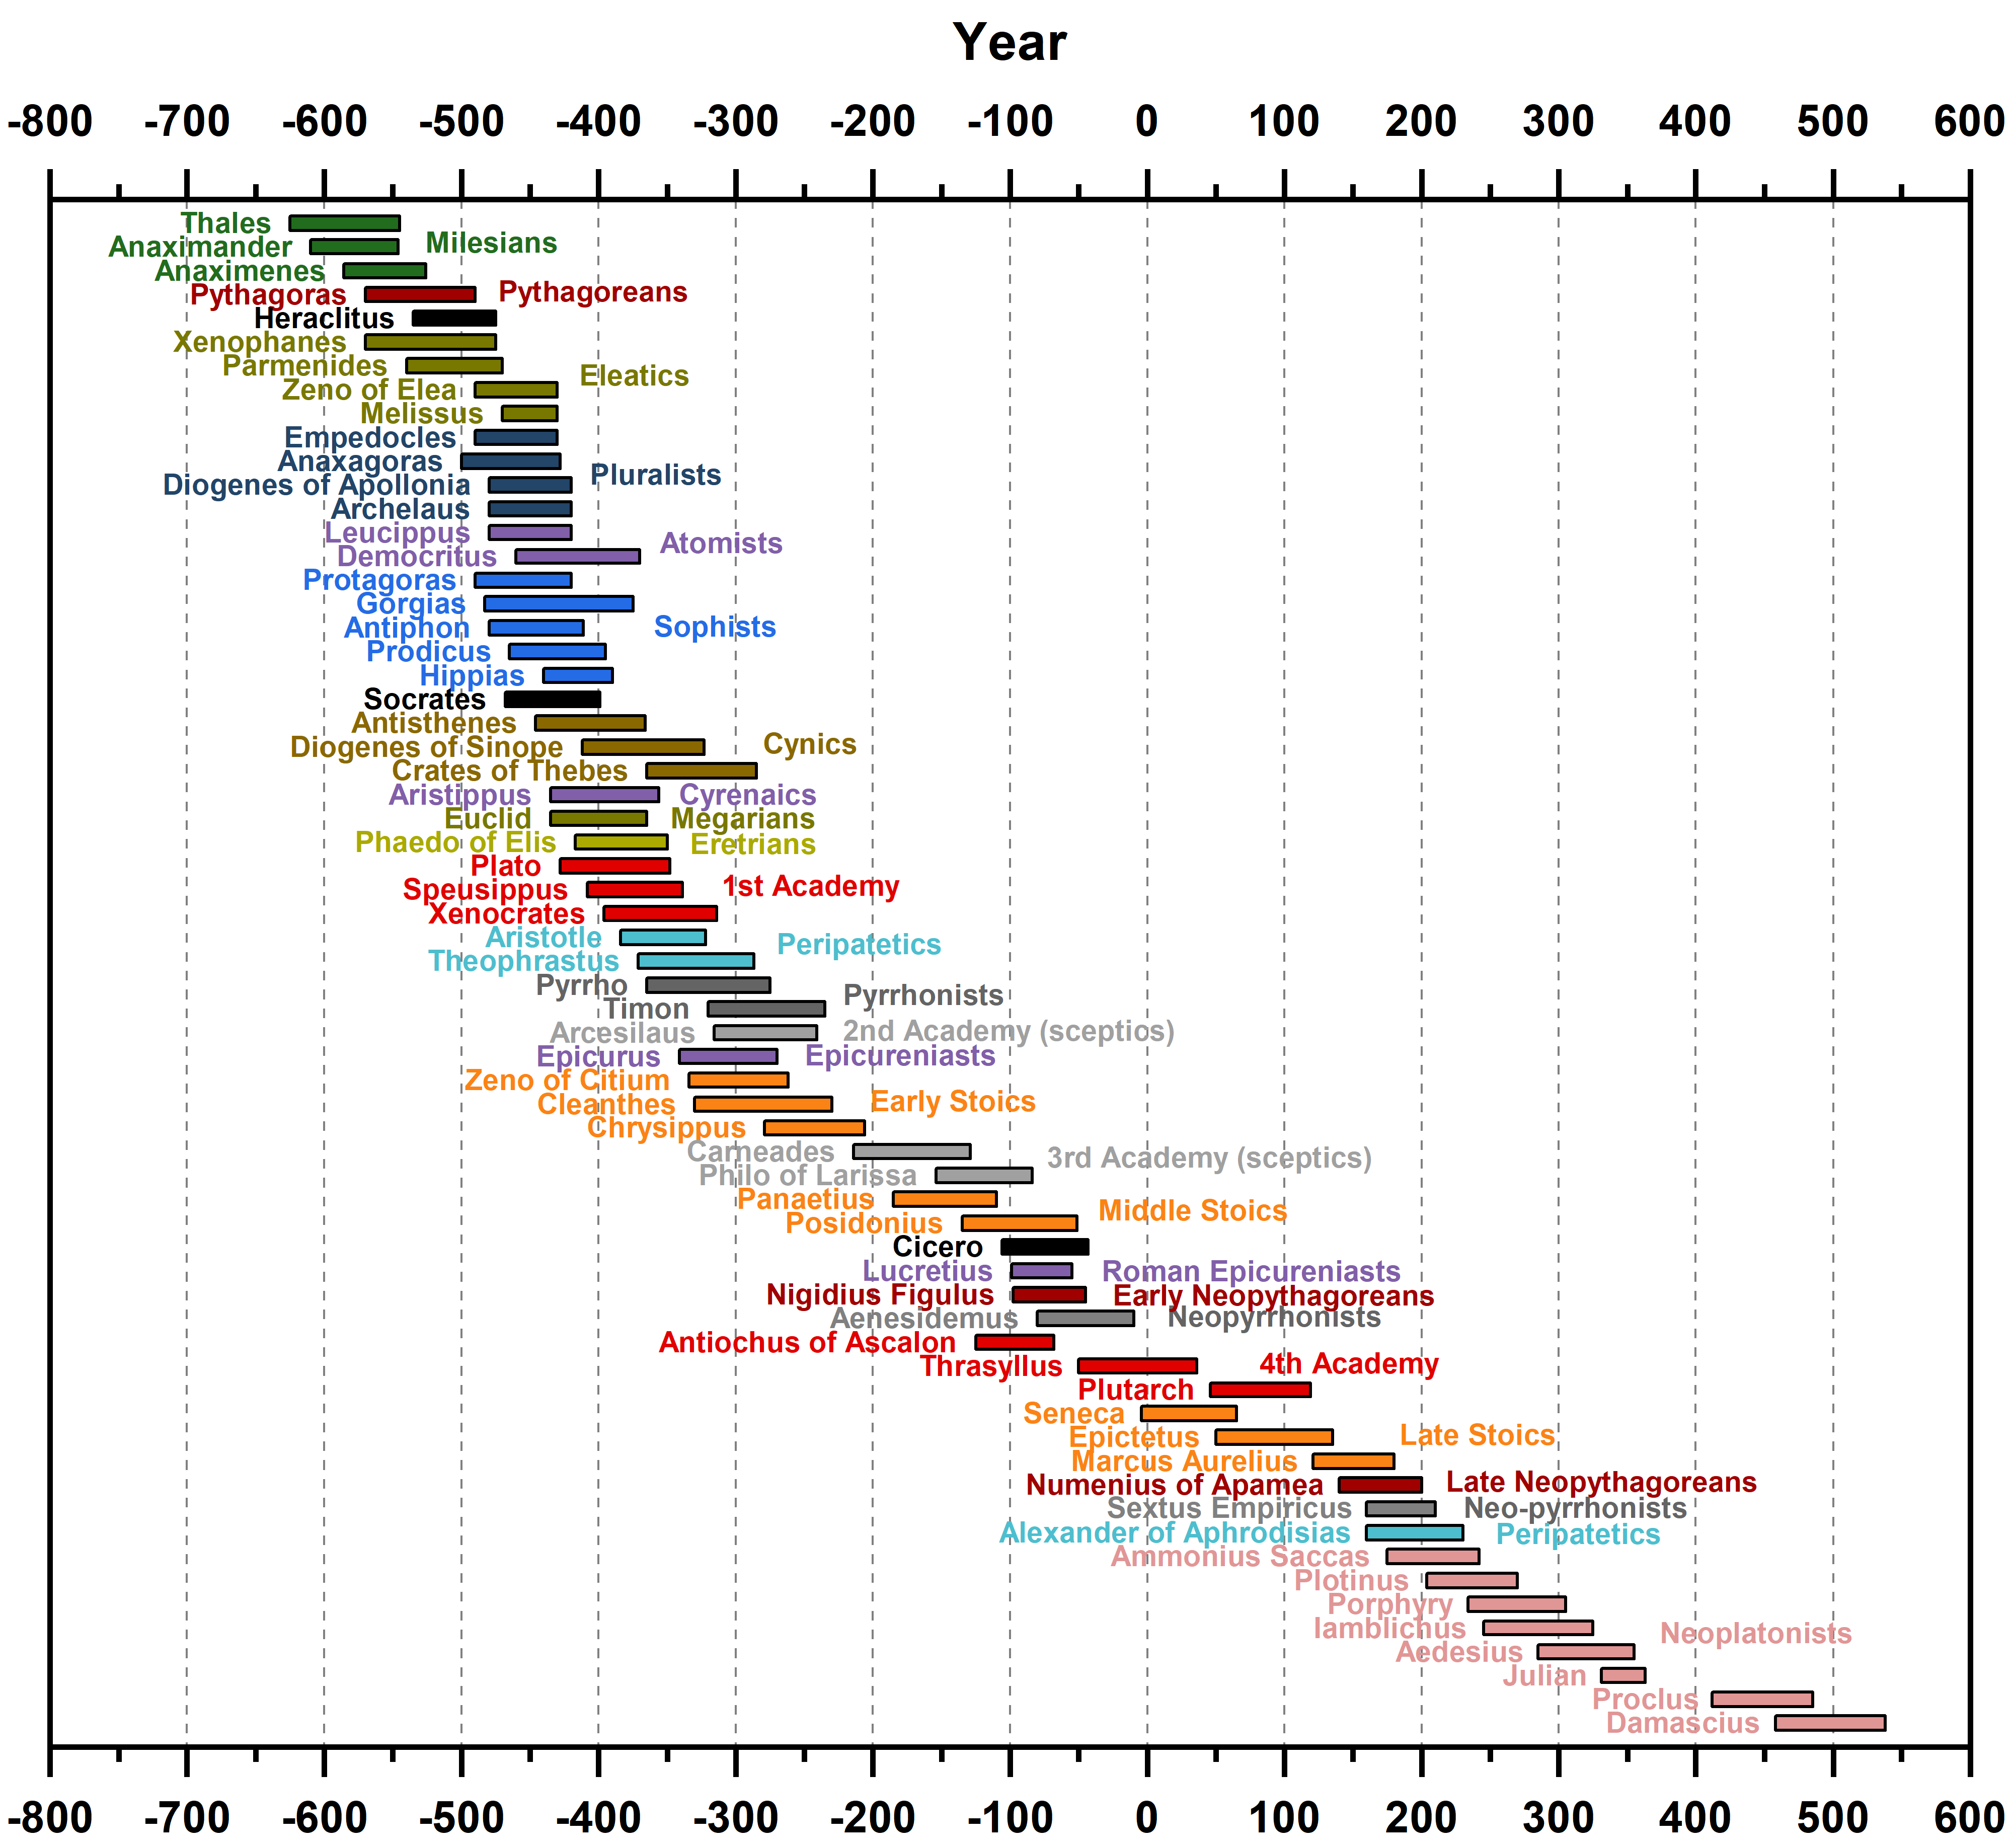 Year
-800 -700 -600 -500 -400 -300 -200 -100 0 100 200 300 400 500 600
Thales
Anaximander Milesians
Anaximenes
Pythagoras Pythagoreans
Heraclitus
Xenophanes
Parmenides
Eleatics
Zeno of Elea
Melissus
Empedocles
Anaxagoras
Pluralists
Diogenes of Apollonia
Archelaus
Leucippus
Atomists
Democritus
Protagoras
Gorgias
Antiphon Sophists
Prodicus
Hippias
Socrates
Antisthenes
Diogenes of Sinope Cynics
Crates of Thebes
Aristippus Cyrenaics
Euclid Megarians
Phaedo of Elis Eretrians
Plato
Speusippus 1st Academy
Xenocrates
Aristotle Peripatetics
Theophrastus
Pyrrho
Pyrrhonists
Timon
Arcesilaus 2nd Academy (sceptios)
Epicurus Epicureniasts
Zeno of Citium
Cleanthes Early Stoics
Chrysippus
Carneades 3rd Academy (sceptics)
Philo of Larissa
Panaetius
Middle Stoics
Posidonius
Cicero
Lucretius Roman Epicureniasts
Nigidius Figulus Early Neopythagoreans
Aenesidemus Neopyrrhonists
Antiochus of Ascalon
Thrasyllus 4th Academy
Plutarch
Seneca
Epictetus Late Stoics
Marcus Aurelius
Numenius of Apamea Late Neopythagoreans
Sextus Empiricus Neo-pyrrhonists
Alexander of Aphrodisias Peripatetics
Ammonius Saccas
Plotinus
Porphyry
Iamblichus Neoplatonists
Aedesius
Julian
Proclus
Damascius
-800 -700 -600 -500 -400 -300 -200 -100 0 100 200 300 400 500 600